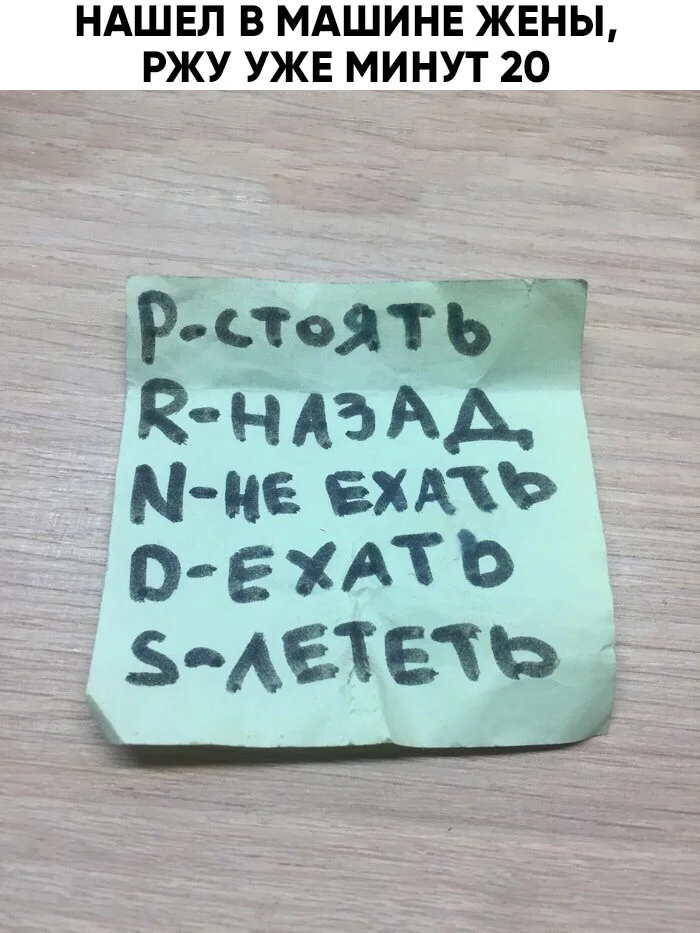 НАШЕЛ В МАШИНЕ ЖЕНЫ,
РЖУ УЖЕ МИНУТ 20
P-СТОЯТЬ
R-НАЗАД
N-НЕ ЕХАТЬ
D-ЕХАТЬ
S-ЛЕТЕТЬ